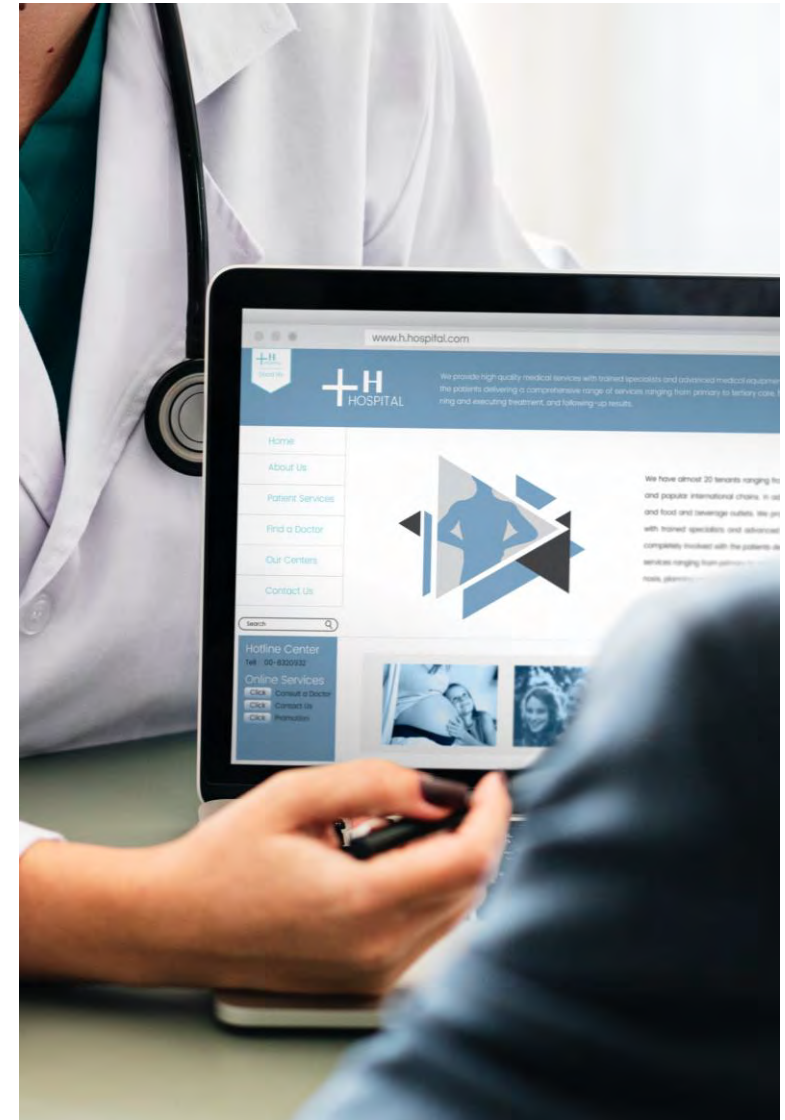 www.h.hospital.com
H
HOSPITAL
H
HOSPITAL
We provide high quality medical services with trained specialists and advanced medical equipmen
the patients delivering a comprehensive range of services ranging from primary to tertiary care,
ning and executing treatment, and following-up results.
Home
About Us
Patient Services
Find a Doctor
Our Centers
Contact Us
Search
We have almost 20 tenants ranging
and popular international chains. In
and food and beverage outlets. We
with trained specialists and advanced
completely involved with the patients
services ranging from
Hotline Center
Tell : 00-8320932
Online Services
Click Consult a Doctor
Click Contact Us
Click Promotion